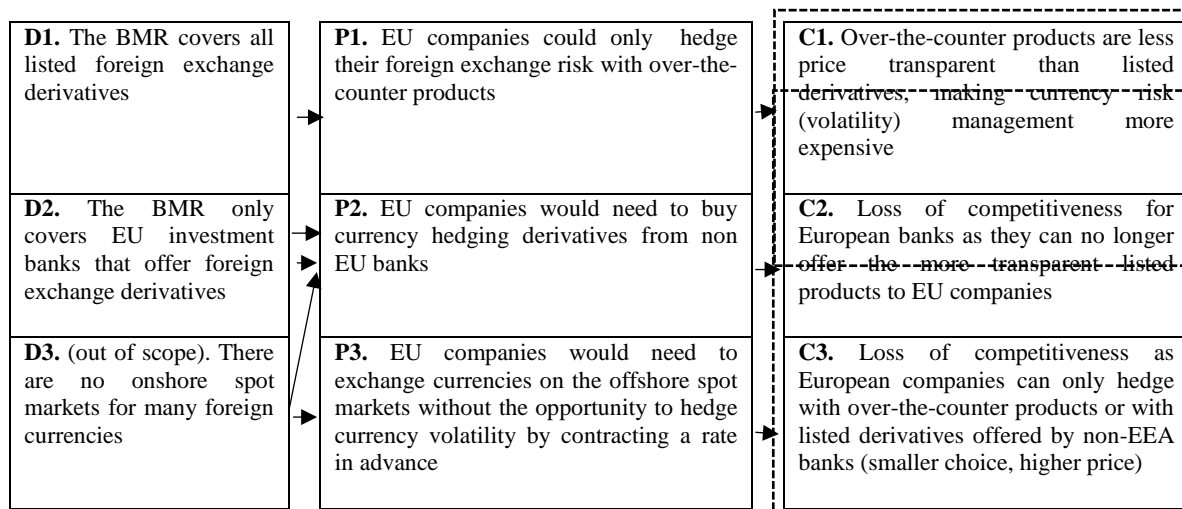 D1. The BMR covers all
listed foreign exchange
derivatives
P1. EU companies could only hedge
their foreign exchange risk with over-the-
counter products
C1. Over-the-counter products are less
price transparent than listed
derivatives, making currency risk
(volatility) management more
expensive
D2. The BMR only
covers EU investment
banks that offer foreign
exchange derivatives
P2. EU companies would need to buy
currency hedging derivatives from non
EU banks
C2. Loss of competitiveness for
European banks as they can no longer
offer the more transparent listed
products to EU companies
D3. (out of scope). There
are no onshore spot
markets for many foreign
currencies
P3. EU companies would need to
exchange currencies on the offshore spot
markets without the opportunity to hedge
currency volatility by contracting a rate
in advance
C3. Loss of competitiveness as
European companies can only hedge
with over-the-counter products or with
listed derivatives offered by non-EEA
banks (smaller choice, higher price)